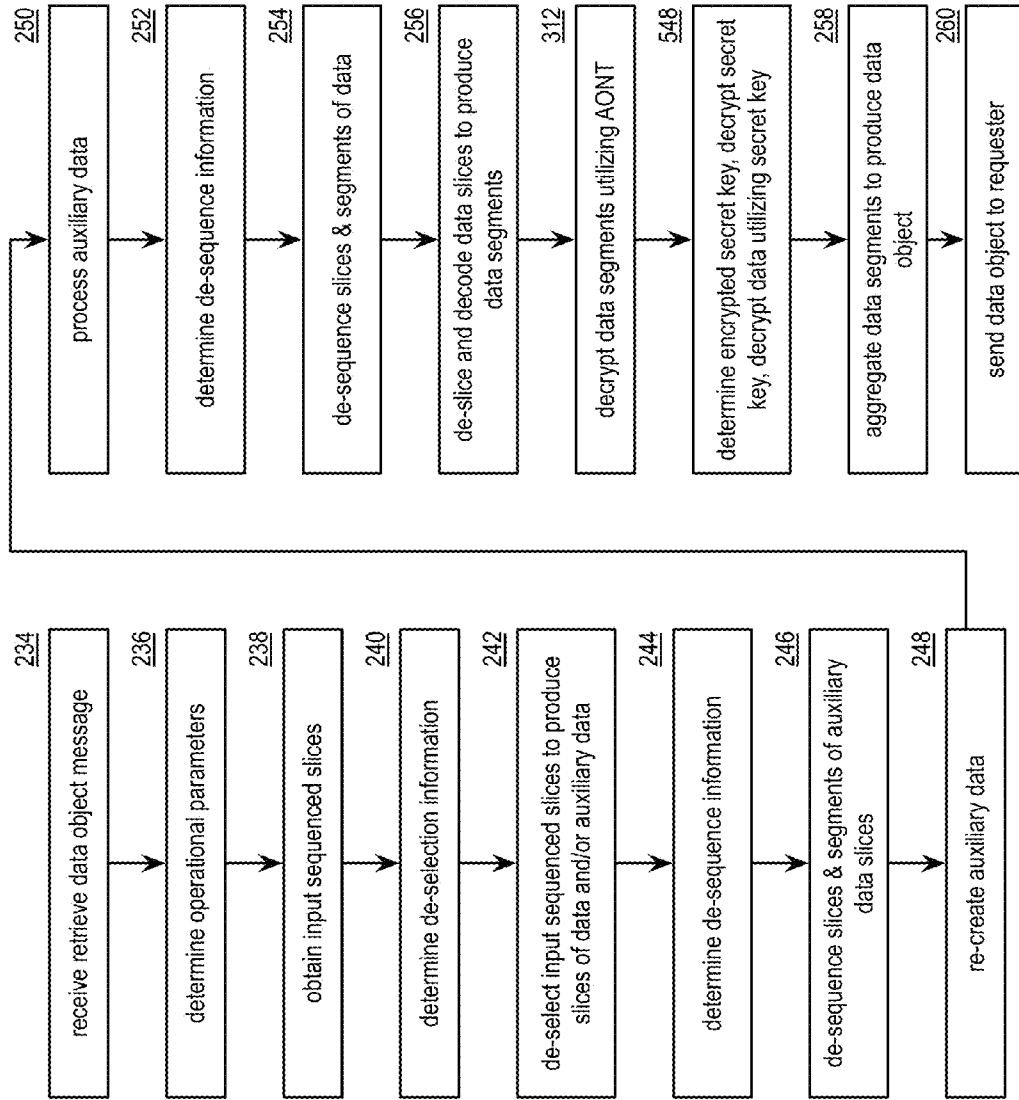 234
receive retrieve data object message
236
determine operational parameters
238
obtain input sequenced slices
240
determine de-selection information
242
de-select input sequenced slices to produce
slices of data and/or auxiliary data
244
determine de-sequence information
246
de-sequence slices & segments of auxiliary
data slices
248
re-create auxiliary data
250
process auxiliary data
252
determine de-sequence information
254
de-sequence slices & segments of data
256
de-slice and decode data slices to produce
data segments
312
decrypt data segments utilizing AONT
548
determine encrypted secret key, decrypt secret
key, decrypt data utilizing secret key
258
aggregate data segments to produce data
object
260
send data object to requester